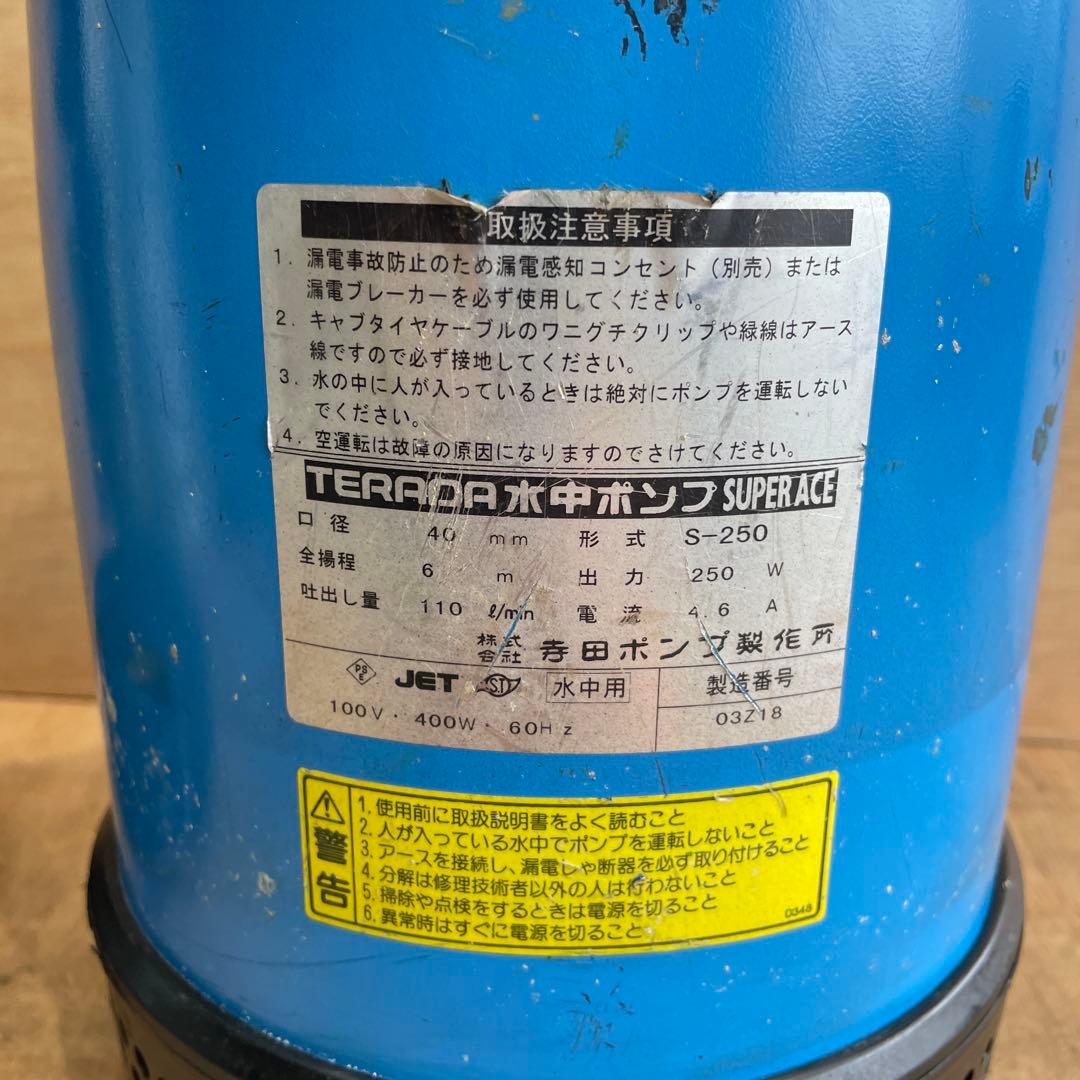 取扱注意事項
1．漏電事故防止のため漏電感知コンセント（別売）または
漏電ブレーカーを必ず使用してください。
2．キャブタイヤケーブルのワニグチクリップや緑線はアース
線ですので必ず接地してください。
3．水の中に人が入っているときは絶対にポンプを運転しない
でください。
4．空運転は故障の原因になりますのでさけてください。
TERADA水中ポンプSUPER ACE
口径 40 mm 形式 S-250
全揚程 6 m 出力 250 W
吐出し量 110 ℓ/min 電流 4.6 A
株式会社 寺田ポンプ製作所
PSE JET ST 水中用 製造番号
100V・400W・60Hz 03Z18
⚠警告
1.使用前に取扱説明書をよく読むこと
2.人が入っている水中でポンプを運転しないこと
3.アースを接続し、漏電しゃ断器を必ず取り付けること
4.分解は修理技術者以外の人は行わないこと
5.掃除や点検をするときは電源を切ること
6.異常時はすぐに電源を切ること
0348